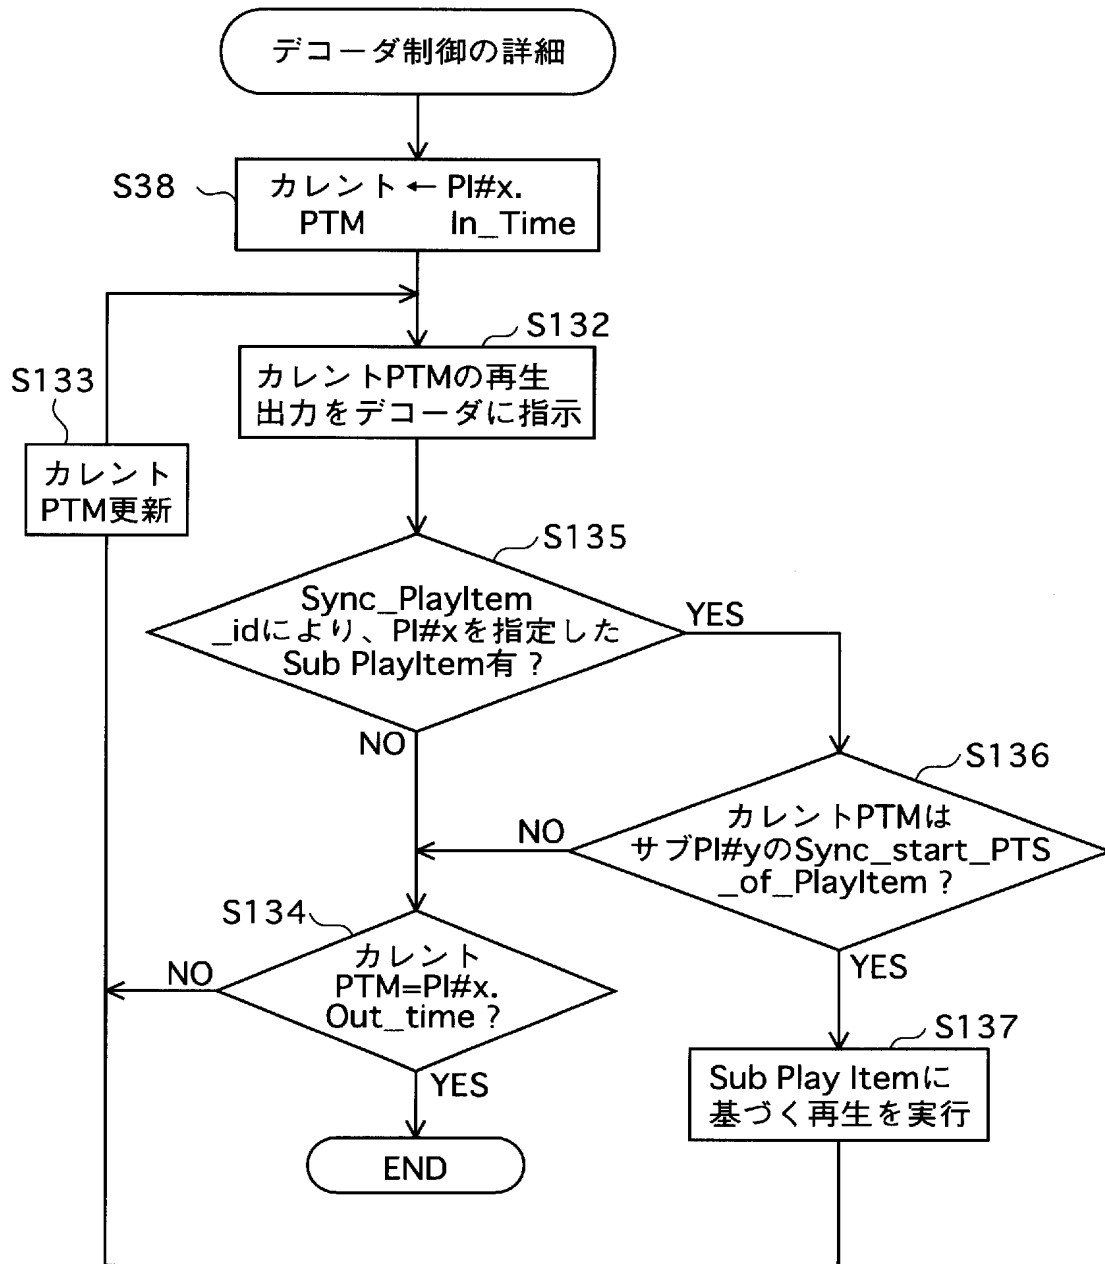 デコーダ制御の詳細
S38
カレント ← PI#x.
PTM In_Time
S132
カレントPTMの再生
出力をデコーダに指示
S133
カレント
PTM更新
S135
Sync_PlayItem
_idにより、PI#xを指定した
Sub PlayItem有？
YES
NO
S136
カレントPTMは
サブPI#yのSync_start_PTS
_of_PlayItem？
NO
YES
S134
カレント
PTM=PI#x.
Out_time？
NO
YES
S137
Sub Play Itemに
基づく再生を実行
END